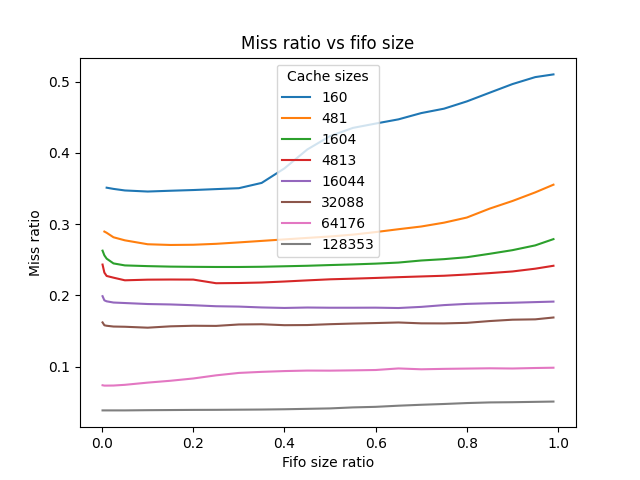 Miss ratio vs fifo size
Cache sizes
160
481
1604
4813
16044
32088
64176
128353
Miss ratio
0.5
0.4
0.3
0.2
0.1
0.0 0.2 0.4 0.6 0.8 1.0
Fifo size ratio